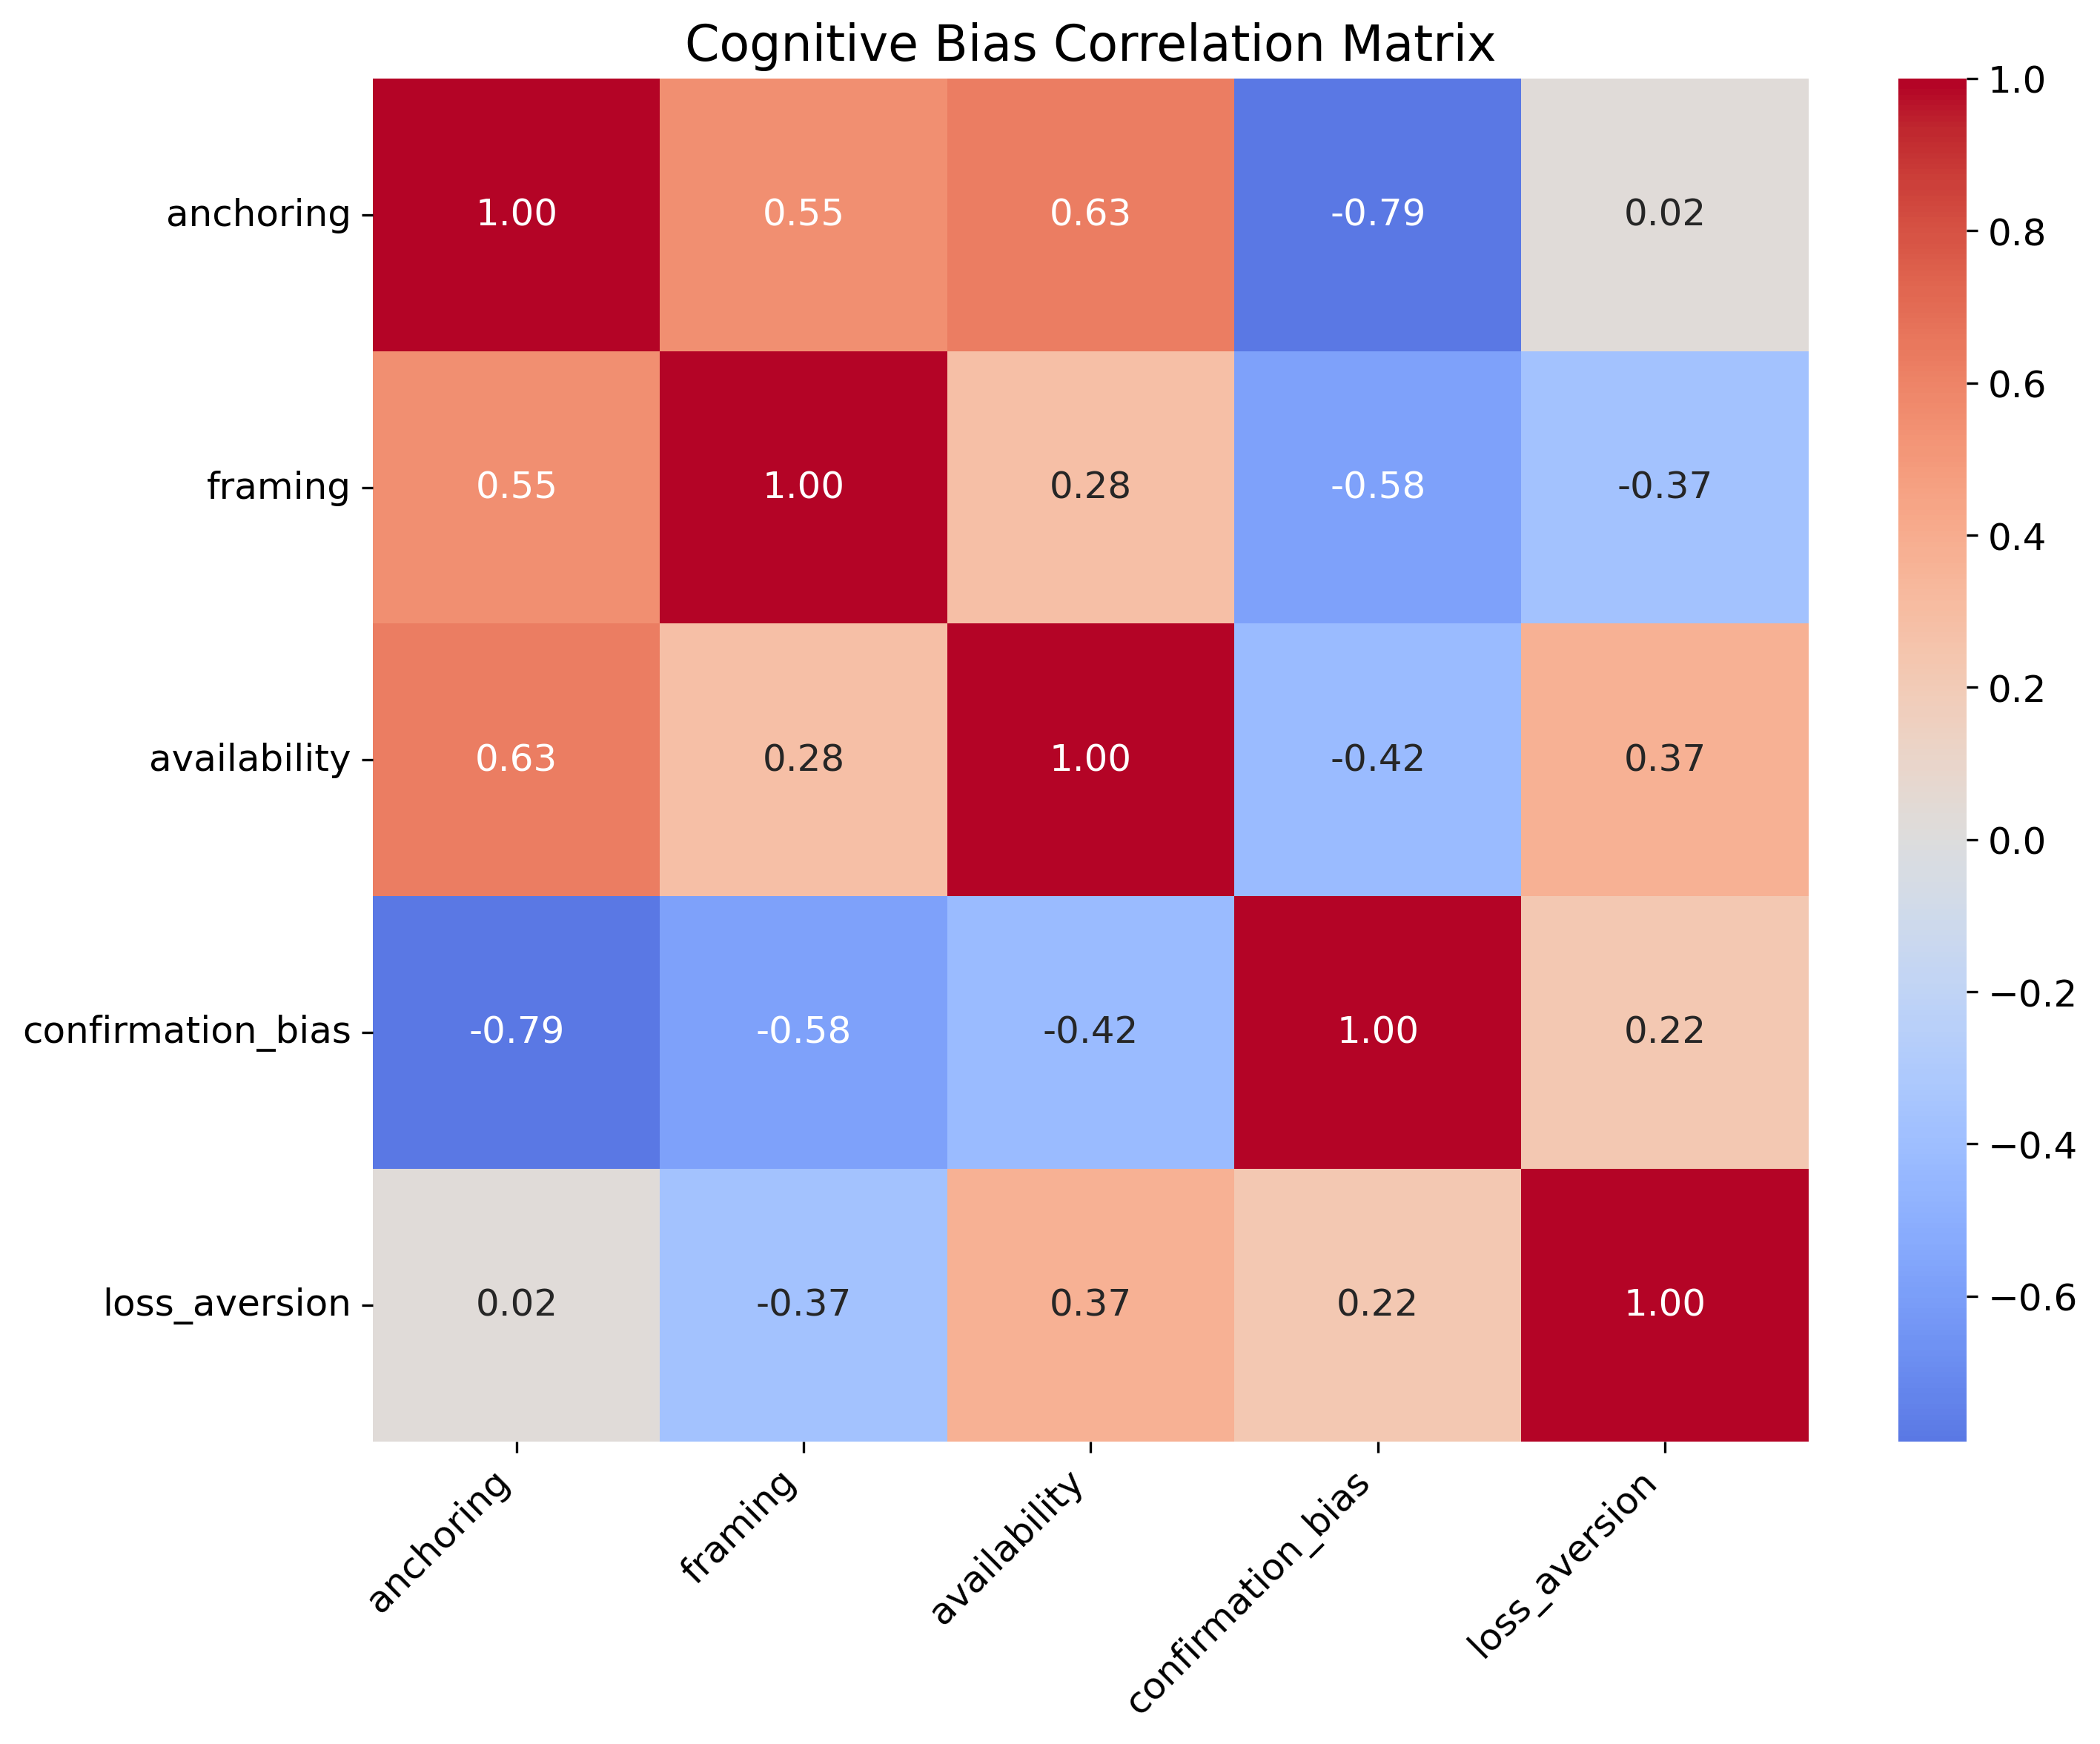 Cognitive Bias Correlation Matrix
anchoring 1.00 0.55 0.63 -0.79 0.02
framing 0.55 1.00 0.28 -0.58 -0.37
availability 0.63 0.28 1.00 -0.42 0.37
confirmation_bias -0.79 -0.58 -0.42 1.00 0.22
loss_aversion 0.02 -0.37 0.37 0.22 1.00
anchoring framing availability confirmation_bias loss_aversion
1.0
0.8
0.6
0.4
0.2
0.0
−0.2
−0.4
−0.6